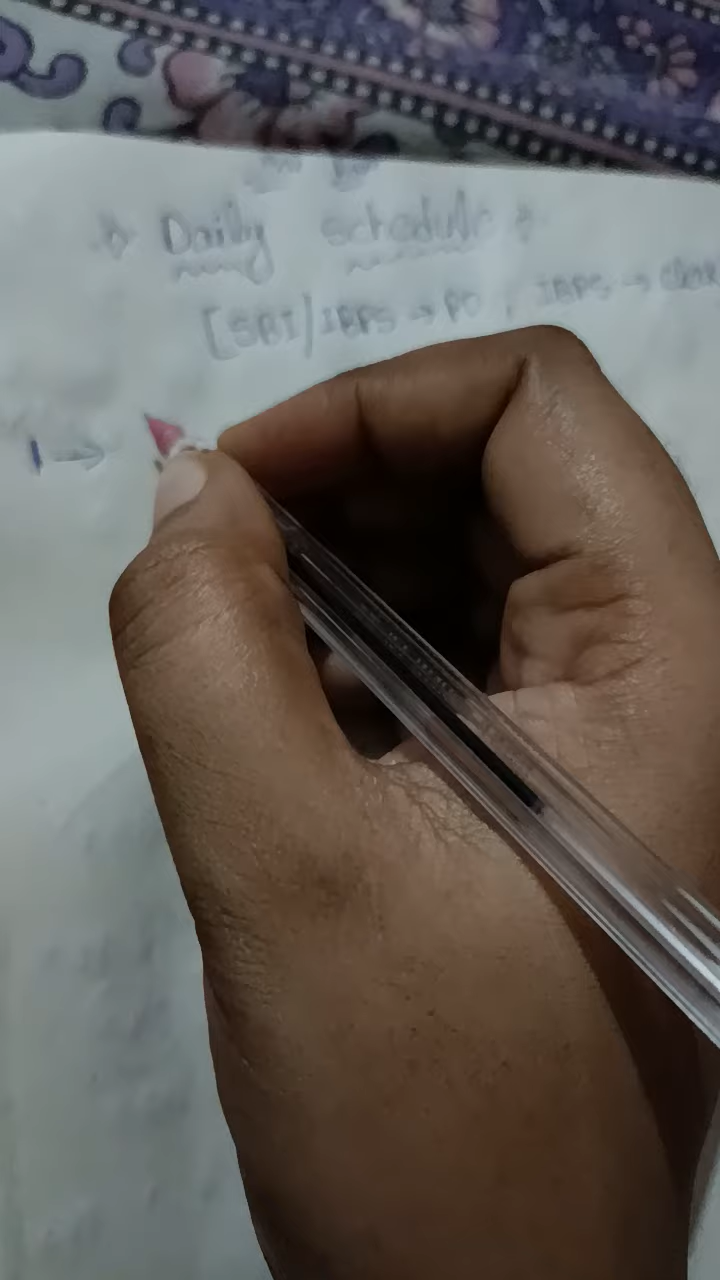 Daily schedule
[SBI/IBPS → PO, IBPS →
1 →